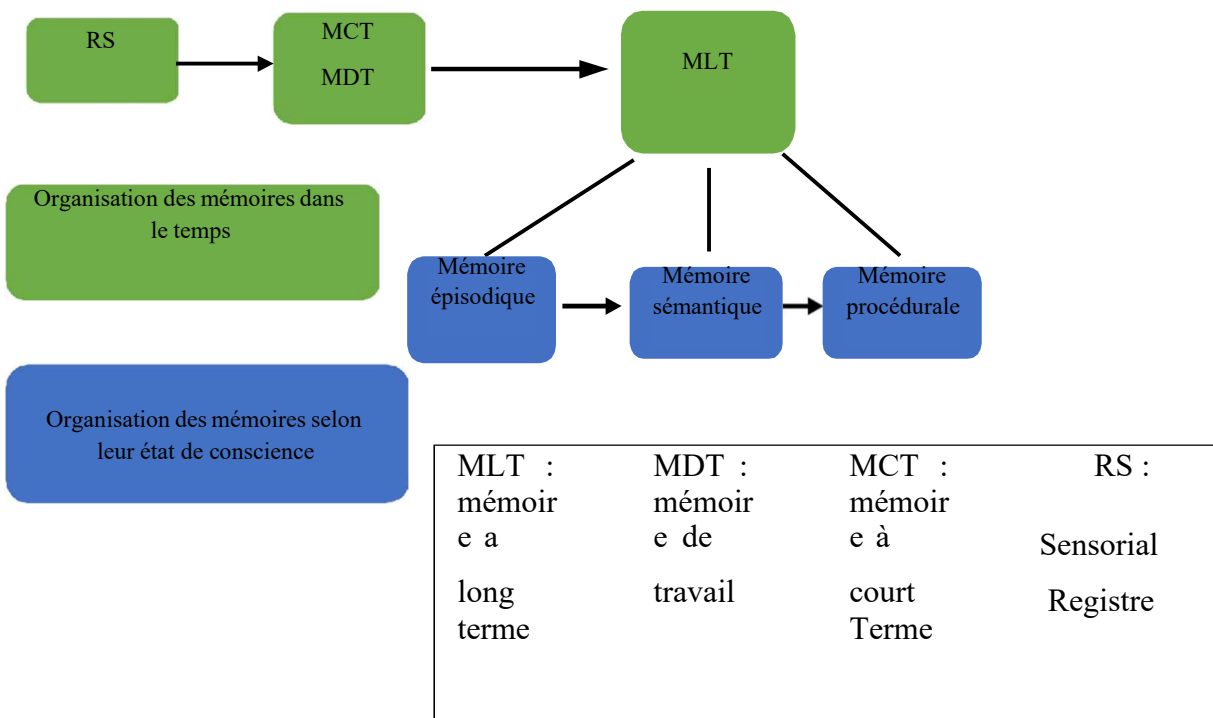 RS
MCT
MDT
MLT
Organisation des mémoires dans
le temps
Mémoire
épisodique
Mémoire
sémantique
Mémoire
procédurale
Organisation des mémoires selon
leur état de conscience
MLT :
mémoir
e a
long
terme
MDT :
mémoir
e de
travail
MCT :
mémoir
e à
court
Terme
RS :
Sensorial
Registre